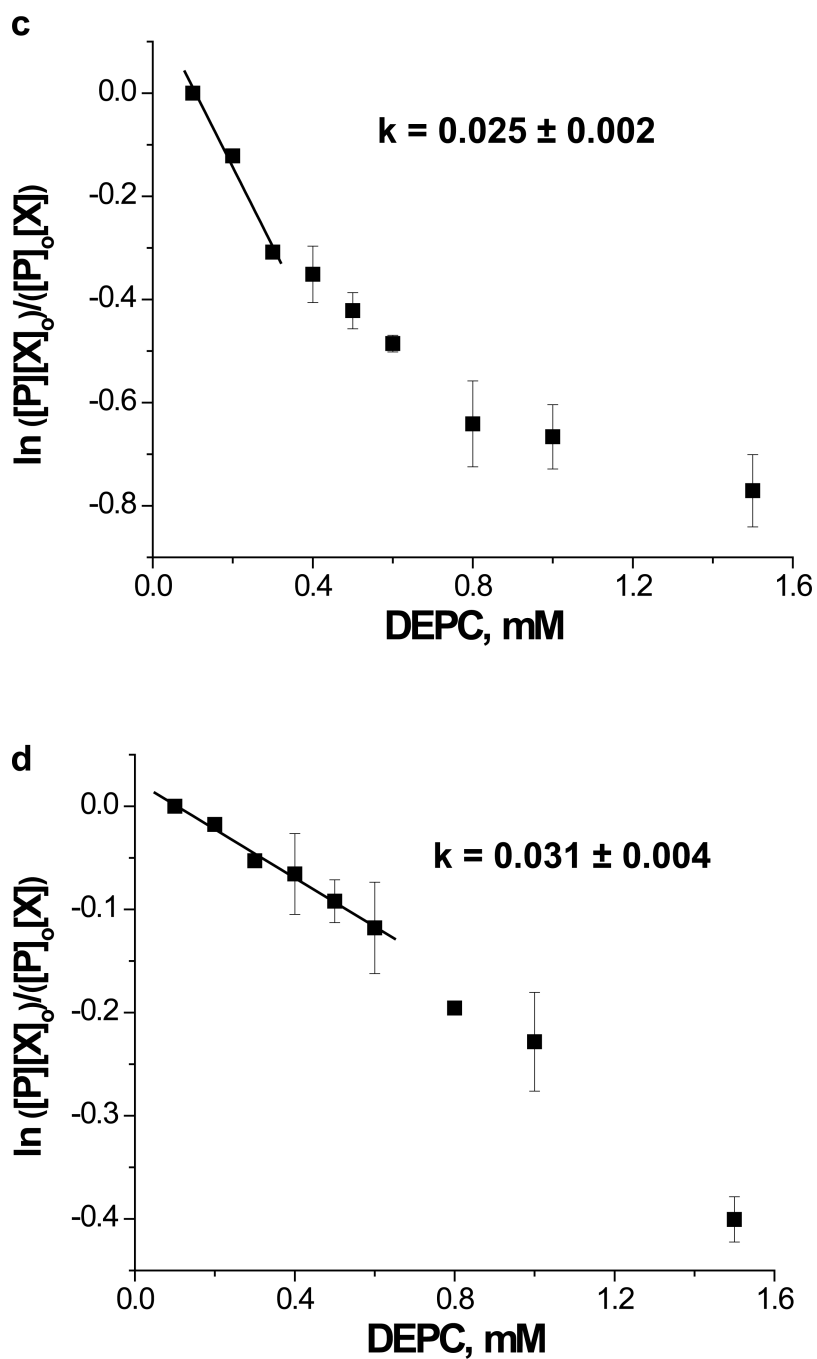 c
k = 0.025 ± 0.002
ln ([P][X]o)/([P]o[X])
0.0
-0.2
-0.4
-0.6
-0.8
0.0 0.4 0.8 1.2 1.6
DEPC, mM
d
k = 0.031 ± 0.004
ln ([P][X]o)/([P]o[X])
0.0
-0.1
-0.2
-0.3
-0.4
0.0 0.4 0.8 1.2 1.6
DEPC, mM